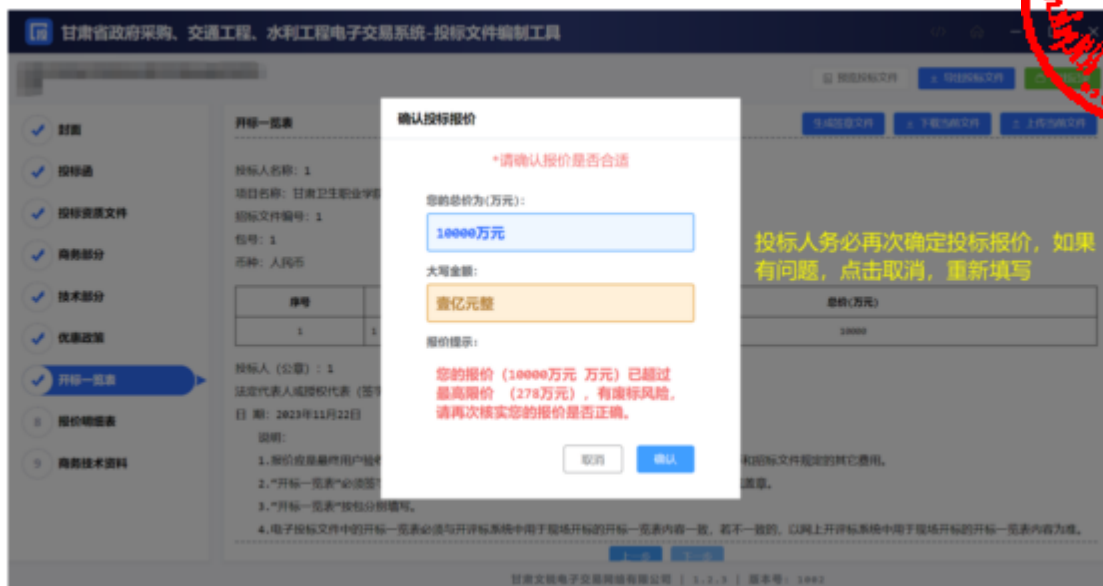 甘肃省政府采购、交通工程、水利工程电子交易系统-投标文件编制工具
预览投标文件
导出投标文件
封面
开标一览表
确认投标报价
生成签章文件
下载当前文件
上传当前文件
*请确认报价是否合适
投标函
投标人名称: 1
项目名称: 甘肃卫生职业学院
您的总价为(万元):
投标资质文件
招标文件编号: 1
10000万元
包号: 1
商务部分
币种: 人民币
大写金额:
投标人务必再次确定投标报价，如果
有问题，点击取消，重新填写
技术部分
序号
壹亿元整
总价(万元)
1
1
10000
优惠政策
报价提示:
投标人 (公章) : 1
您的报价 (10000万元 万元) 已超过
最高限价 (278万元) , 有废标风险,
请再次核实您的报价是否正确。
开标一览表
法定代表人或授权代表 (签字
日 期: 2023年11月22日
8
报价明细表
说明:
取消
确认
9
商务技术资料
1.报价应是最终用户验收
和招标文件规定的其它费用。
2."开标一览表"必须签
盖章。
3."开标一览表"按包分别填写。
4.电子投标文件中的开标一览表必须与开评标系统中用于现场开标的开标一览表内容一致, 若不一致的, 以网上开评标系统中用于现场开标的开标一览表内容为准。
上一步
下一步
甘肃文锐电子交易网络有限公司 | 1.2.3 | 版本号: 1002